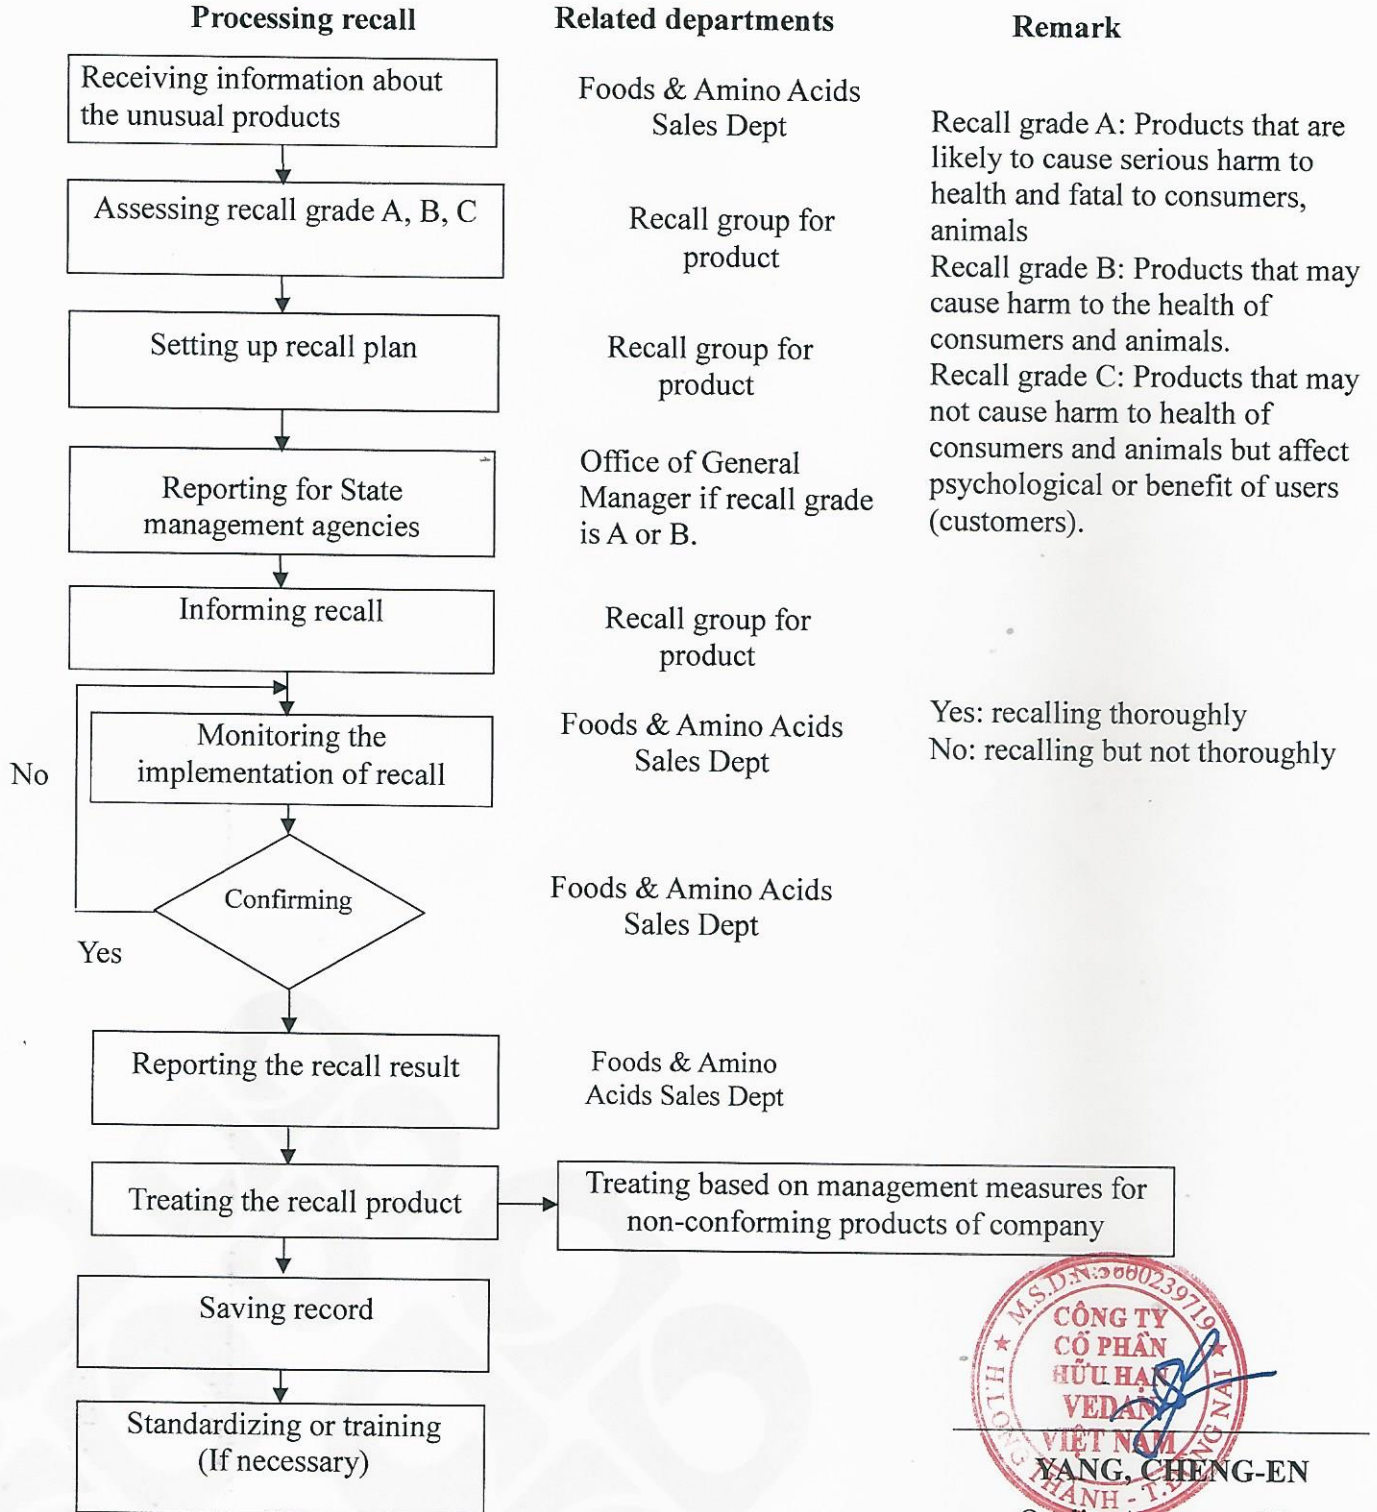 Processing recall
Related departments
Remark
Receiving information about
the unusual products
Foods & Amino Acids
Sales Dept
Recall grade A: Products that are
likely to cause serious harm to
health and fatal to consumers,
animals
Recall grade B: Products that may
cause harm to the health of
consumers and animals.
Recall grade C: Products that may
not cause harm to health of
consumers and animals but affect
psychological or benefit of users
(customers).
Assessing recall grade A, B, C
Recall group for
product
Setting up recall plan
Recall group for
product
Reporting for State
management agencies
Office of General
Manager if recall grade
is A or B.
Informing recall
Recall group for
product
Monitoring the
implementation of recall
Foods & Amino Acids
Sales Dept
Yes: recalling thoroughly
No: recalling but not thoroughly
No
Confirming
Foods & Amino Acids
Sales Dept
Yes
Reporting the recall result
Foods & Amino
Acids Sales Dept
Treating the recall product
Treating based on management measures for
non-conforming products of company
Saving record
Standardizing or training
(If necessary)
M.S.D.N:3600239719
CÔNG TY
CỔ PHẦN
HỮU HẠN
VEDAN
VIỆT NAM
H.LONG THÀNH - T.ĐỒNG NAI
YANG, CHENG-EN